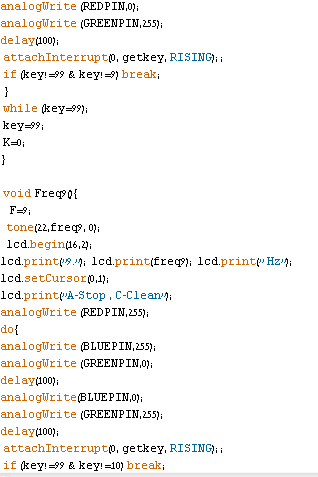 analogWrite (REDPIN,0);
analogWrite (GREENPIN,255);
delay(100);
attachInterrupt(0, getkey, RISING);;
if (key!=99 & key!=9) break;
}
while (key=99);
key=99;
K=0;
}
void Freq9(){
F=9;
tone(22,freq9, 0);
lcd.begin(16,2);
lcd.print("9."); lcd.print(freq9); lcd.print(" Hz");
lcd.setCursor(0,1);
lcd.print("A-Stop , C-Clean");
analogWrite (REDPIN,255);
do{
analogWrite (BLUEPIN,255);
analogWrite (GREENPIN,0);
delay(100);
analogWrite(BLUEPIN,0);
analogWrite (GREENPIN,255);
delay(100);
attachInterrupt(0, getkey, RISING);;
if (key!=99 & key!=10) break;